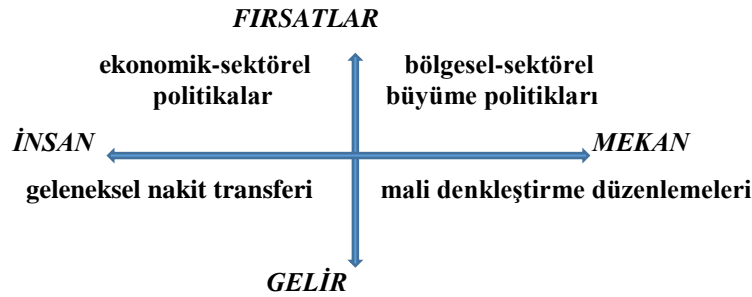 FIRSATLAR
ekonomik-sektörel
politikalar
bölgesel-sektörel
büyüme politikları
İNSAN
MEKAN
geleneksel nakit transferi
mali denkleştirme düzenlemeleri
GELİR